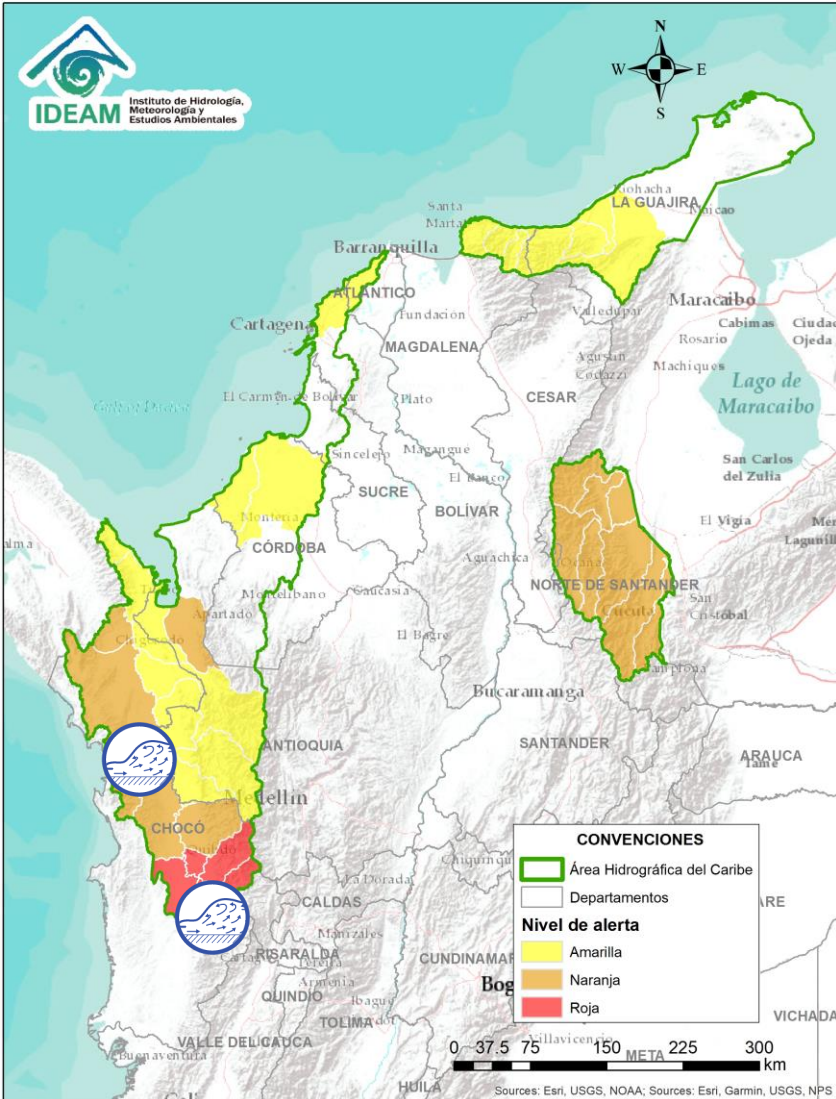 IDEAM
Instituto de Hidrología,
Meteorología y
Estudios Ambientales
N
W
E
S
Riohacha
LA GUAJIRA
Maicao
Santa
Marta
Barranquilla
ATLÁNTICO
Maracaibo
Cartagena
Fundación
Valledupar
Cabimas
Ciudad
Ojeda
Rosario
MAGDALENA
Agustín
Codazzi
Machiques
Lago de
Maracaibo
El Carmen de Bolívar
Plato
CESAR
Sincelejo
Magangué
San Carlos
del Zulia
El Banco
SUCRE
BOLÍVAR
Montería
El Vigía
CÓRDOBA
Aguachica
Ocaña
NORTE DE SANTANDER
Montelibano
Caucasia
San
Cristóbal
Cúcuta
Apartadó
El Bagre
Chigorodó
Pamplona
Bucaramanga
ANTIOQUIA
SANTANDER
ARAUCA
Tame
Medellín
CHOCÓ
Quibdó
CONVENCIONES
Área Hidrográfica del Caribe
Departamentos
Nivel de alerta
Amarilla
Naranja
Roja
La Dorada
CALDAS
Manizales
RISARALDA
Pereira
Armenia
QUINDIO
Ibagué
TOLIMA
VICHADA
VALLE DEL CAUCA
Villavicencio
META
Buenaventura
HUILA
0 37.5 75 150 225 300
km
Sources: Esri, USGS, NOAA; Sources: Esri, Garmin, USGS, NPS